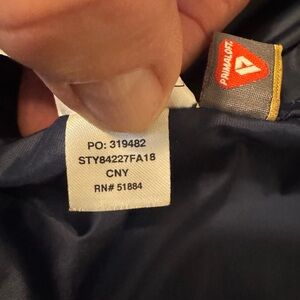 PRIMALOFT
PO: 319482
STY84227FA18
CNY
RN# 51884